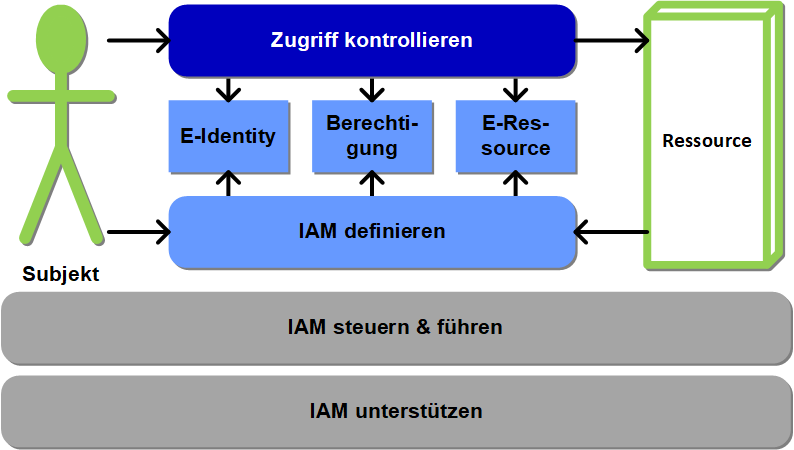 Zugriff kontrollieren
E-Identity
Berechti-
gung
E-Res-
source
Ressource
IAM definieren
Subjekt
IAM steuern & führen
IAM unterstützen